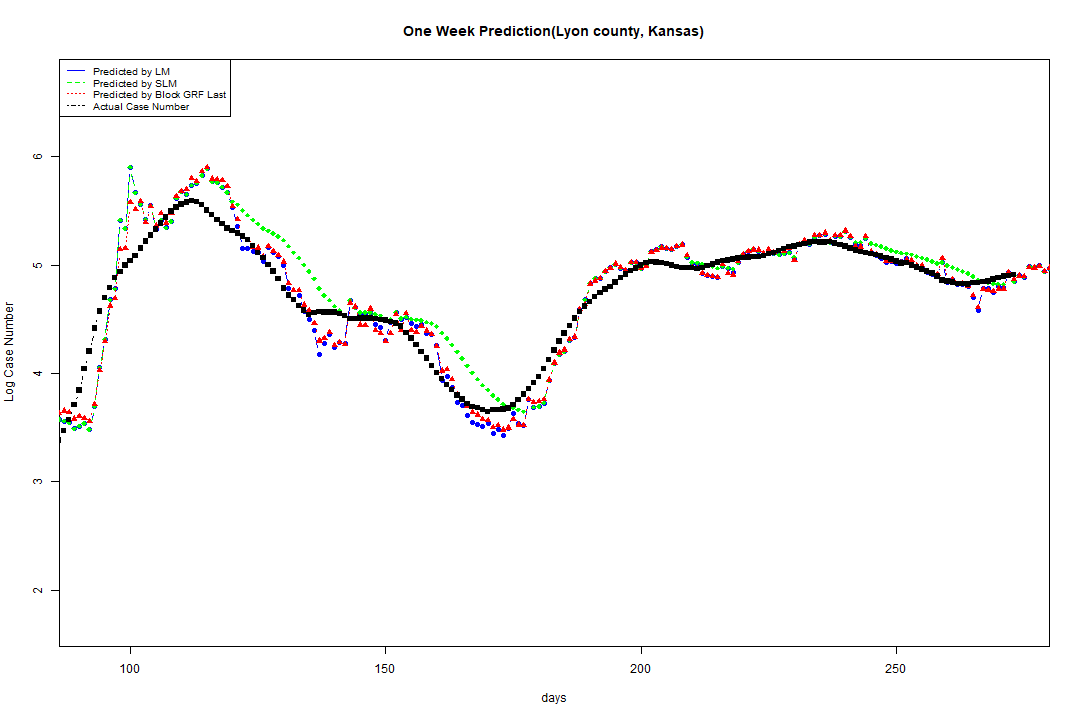 One Week Prediction(Lyon county, Kansas)
Predicted by LM
Predicted by SLM
Predicted by Block GRF Last
Actual Case Number
6
5
4
3
2
Log Case Number
100 150 200 250
days